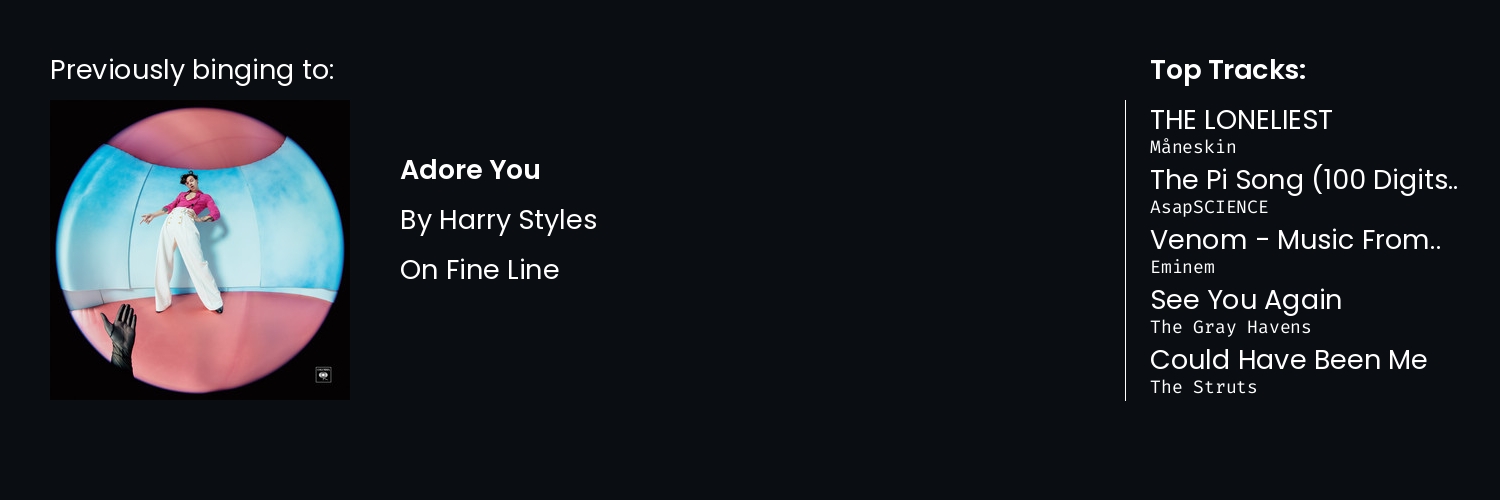 Previously binging to:
Adore You
By Harry Styles
On Fine Line
Top Tracks:
THE LONELIEST
Måneskin
The Pi Song (100 Digits..
AsapSCIENCE
Venom - Music From..
Eminem
See You Again
The Gray Havens
Could Have Been Me
The Struts